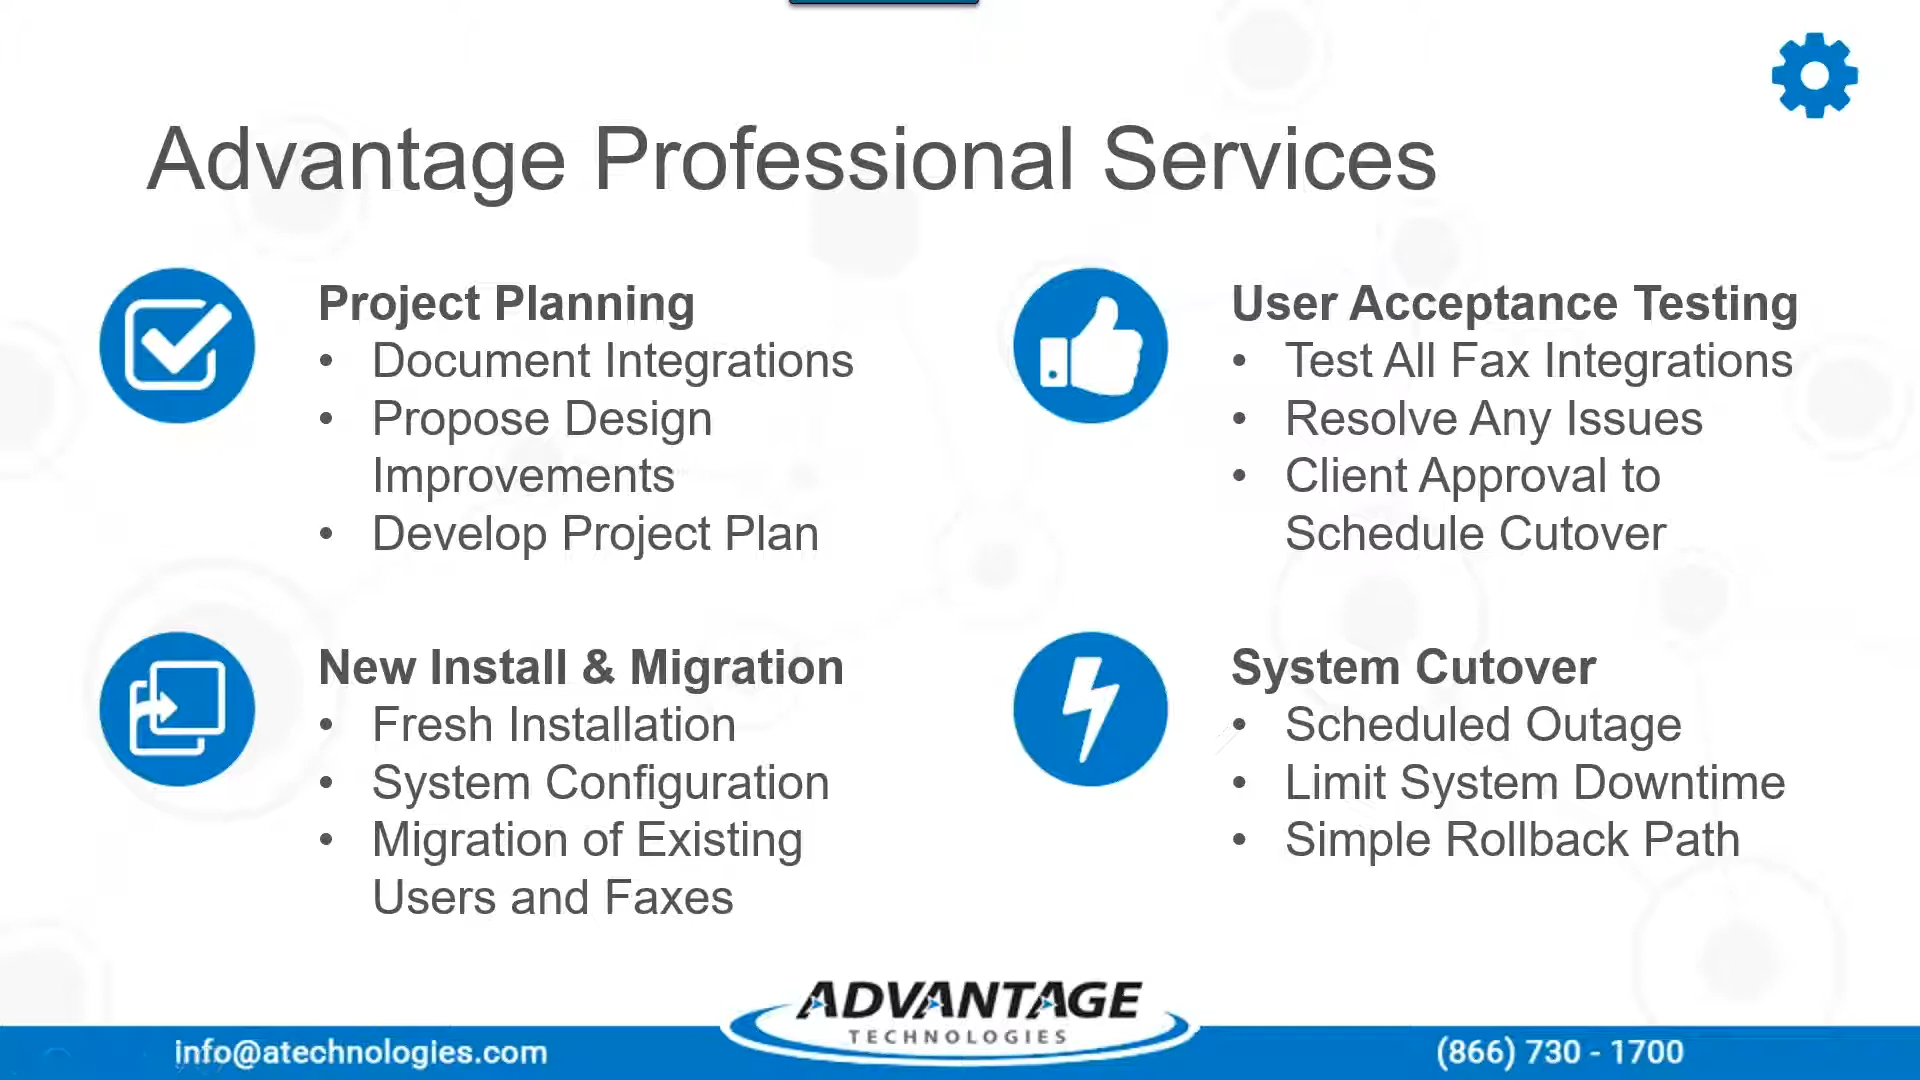 Advantage Professional Services
Project Planning
• Document Integrations
• Propose Design
Improvements
• Develop Project Plan
User Acceptance Testing
• Test All Fax Integrations
• Resolve Any Issues
• Client Approval to
Schedule Cutover
New Install & Migration
• Fresh Installation
• System Configuration
• Migration of Existing
Users and Faxes
System Cutover
• Scheduled Outage
• Limit System Downtime
• Simple Rollback Path
ADVANTAGE
TECHNOLOGIES
info@atechnologies.com
(866) 730 - 1700